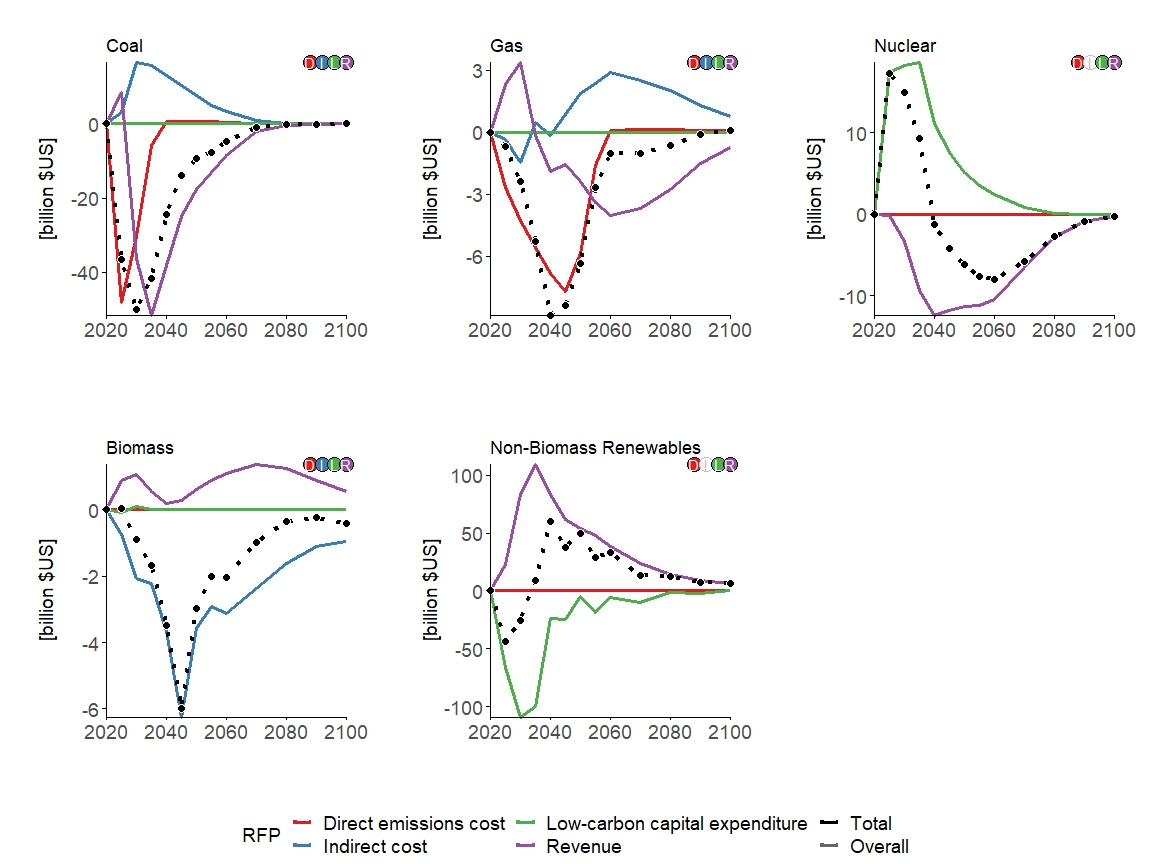 Coal
D I L R
0
-20
-40
[billion $US]
2020 2040 2060 2080 2100
Gas
D I L R
3
0
-3
-6
[billion $US]
2020 2040 2060 2080 2100
Nuclear
D I L R
10
0
-10
[billion $US]
2020 2040 2060 2080 2100
Biomass
D I L R
0
-2
-4
-6
[billion $US]
2020 2040 2060 2080 2100
Non-Biomass Renewables
D I L R
100
50
0
-50
-100
[billion $US]
2020 2040 2060 2080 2100
RFP
Direct emissions cost Low-carbon capital expenditure Total
Indirect cost Revenue Overall